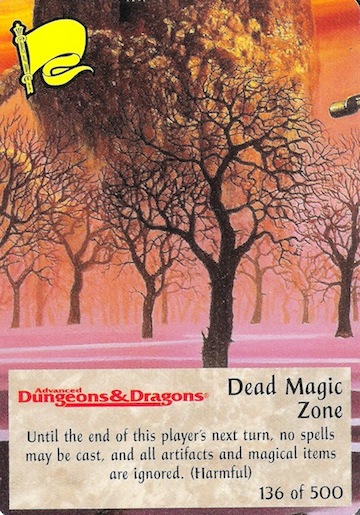 Advanced
Dungeons&Dragons®
Dead Magic
Zone
Until the end of this player's next turn, no spells
may be cast, and all artifacts and magical items
are ignored. (Harmful)
136 of 500